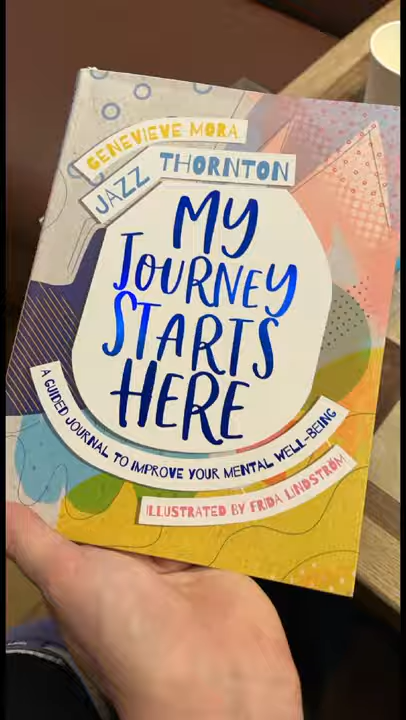 GENEVIEVE MORA
JAZZ THORNTON
MY
JOURNEY
STARTS
HERE
A GUIDED JOURNAL TO IMPROVE YOUR MENTAL WELL-BEING
ILLUSTRATED BY FRIDA LINDSTRÖM